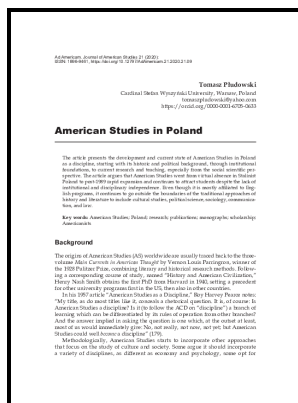 Ad Americam. Journal of American Studies 21 (2020)
ISSN: 1896-9461, https://doi.org/10.12797/AdAmericam.21.2020.21.09
Tomasz Płudowski
Cardinal Stefan Wyszyński University, Warsaw, Poland
tomaszpludowski@yahoo.com
https://orcid.org/0000-0001-6705-0633
American Studies in Poland
The article presents the development and current state of American Studies in Poland
as a discipline, starting with its historic and political background, through institutional
foundations, to current research and teaching, especially from the social scientific per-
spective. The article argues that American Studies went from virtual absence in Stalinist
Poland to post-1989 rapid expansion and continues to attract students despite the lack of
institutional and disciplinary independence. Even though it is mostly affiliated to Eng-
lish programs, it continues to go outside the boundaries of the traditional approaches of
history and literature to include cultural studies, political science, sociology, communica-
tion, and law.
Key words: American Studies; Poland; research; publications; monographs; scholarship;
Americanists
Background
The origins of American Studies (AS) worldwide are usually traced back to the three-
volume Main Currents in American Thought by Vernon Louis Parrington, winner of
the 1928 Pulitzer Prize, combining literary and historical research methods. Follow-
ing a corresponding course of study, named "History and American Civilization,"
Henry Nash Smith obtains the first PhD from Harvard in 1940, setting a precedent
for other university programs first in the US, then also in other countries.
In his 1957 article "American Studies as a Discipline," Roy Harvey Pearce notes:
"My title, as do most titles like it, conceals a rhetorical question. It is, of course: Is
American Studies a discipline? Is it (to follow the ACD on "discipline") a branch of
learning which can be differentiated by its rules of operation from other branches?
And the answer implied in asking the question is one which, at the outset at least,
most of us would immediately give: No, not really, not now, not yet; but American
Studies could well become a discipline" (179).
Methodologically, American Studies starts to incorporate other approaches
that focus on the study of culture and society. Some argue it should incorporate
a variety of disciplines, as different as economy and psychology, some opt for